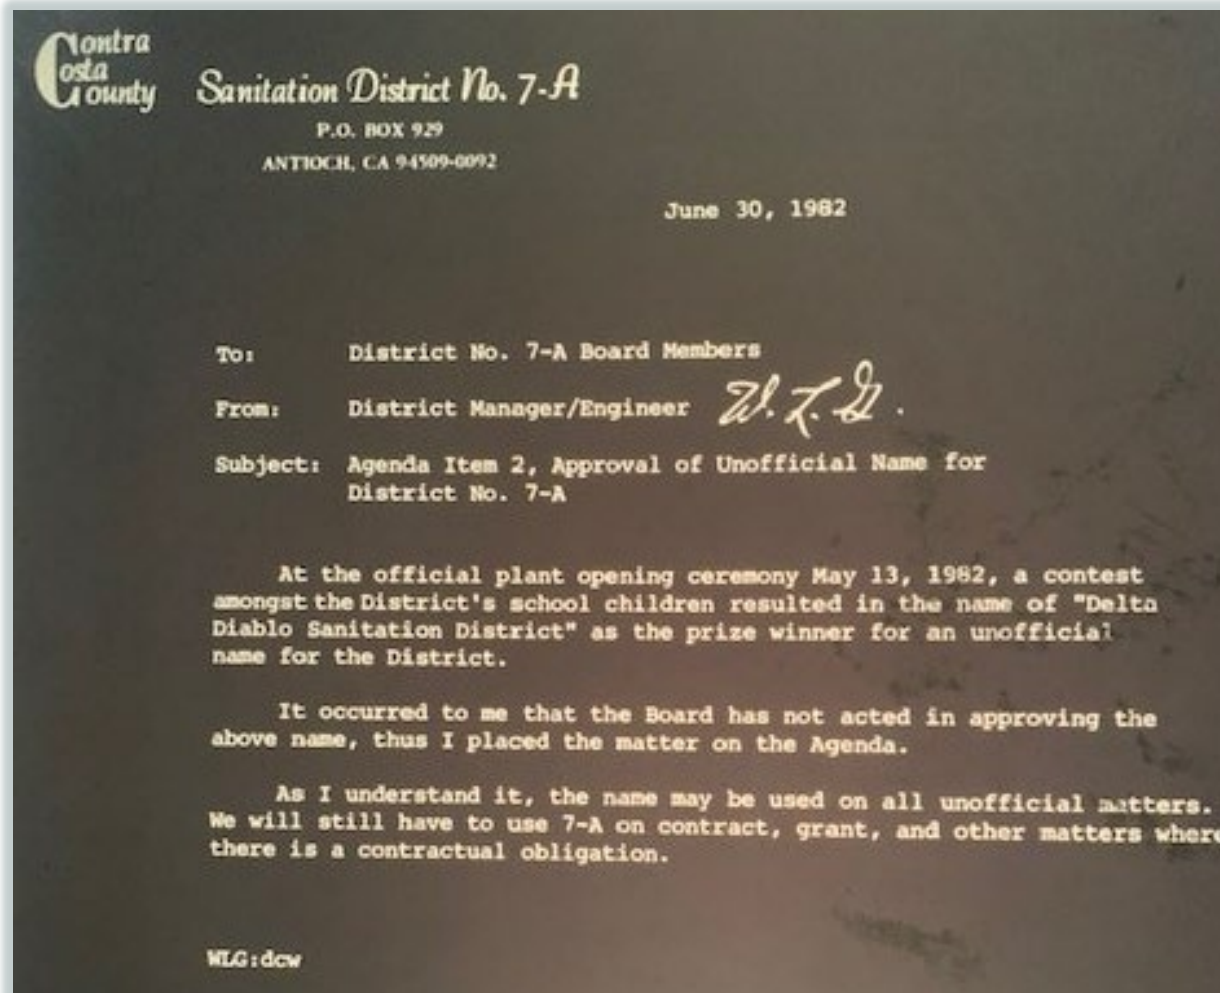 Contra
Costa
County
Sanitation District No. 7-A
P.O. BOX 929
ANTIOCH, CA 94509-0092
June 30, 1982
To: District No. 7-A Board Members
From: District Manager/Engineer W. L. G.
Subject: Agenda Item 2, Approval of Unofficial Name for
District No. 7-A
At the official plant opening ceremony May 13, 1982, a contest
amongst the District's school children resulted in the name of "Delta
Diablo Sanitation District" as the prize winner for an unofficial
name for the District.
It occurred to me that the Board has not acted in approving the
above name, thus I placed the matter on the Agenda.
As I understand it, the name may be used on all unofficial matters.
We will still have to use 7-A on contract, grant, and other matters where
there is a contractual obligation.
WLG:dcw